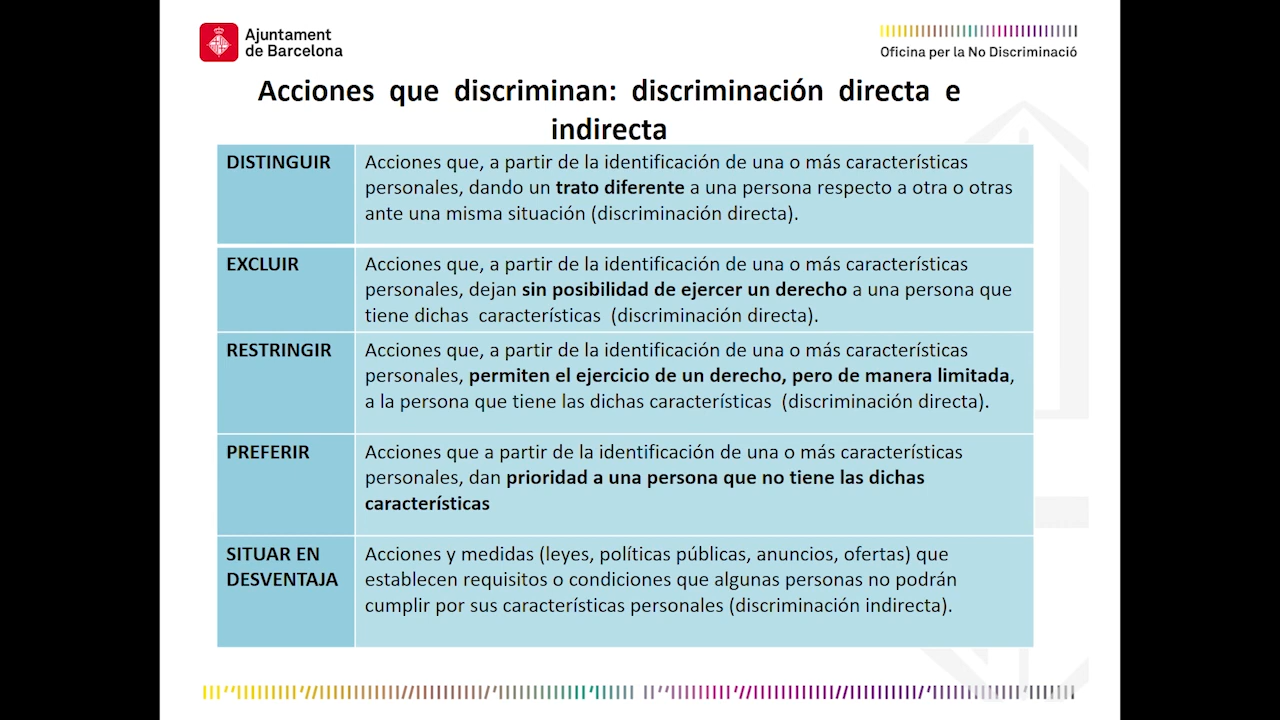 Ajuntament
de Barcelona
Oficina per la No Discriminació
Acciones que discriminan: discriminación directa e
indirecta
DISTINGUIR
Acciones que, a partir de la identificación de una o más características
personales, dando un trato diferente a una persona respecto a otra o otras
ante una misma situación (discriminación directa).
EXCLUIR
Acciones que, a partir de la identificación de una o más características
personales, dejan sin posibilidad de ejercer un derecho a una persona que
tiene dichas características (discriminación directa).
RESTRINGIR
Acciones que, a partir de la identificación de una o más características
personales, permiten el ejercicio de un derecho, pero de manera limitada,
a la persona que tiene las dichas características (discriminación directa).
PREFERIR
Acciones que a partir de la identificación de una o más características
personales, dan prioridad a una persona que no tiene las dichas
características
SITUAR EN
DESVENTAJA
Acciones y medidas (leyes, políticas públicas, anuncios, ofertas) que
establecen requisitos o condiciones que algunas personas no podrán
cumplir por sus características personales (discriminación indirecta).